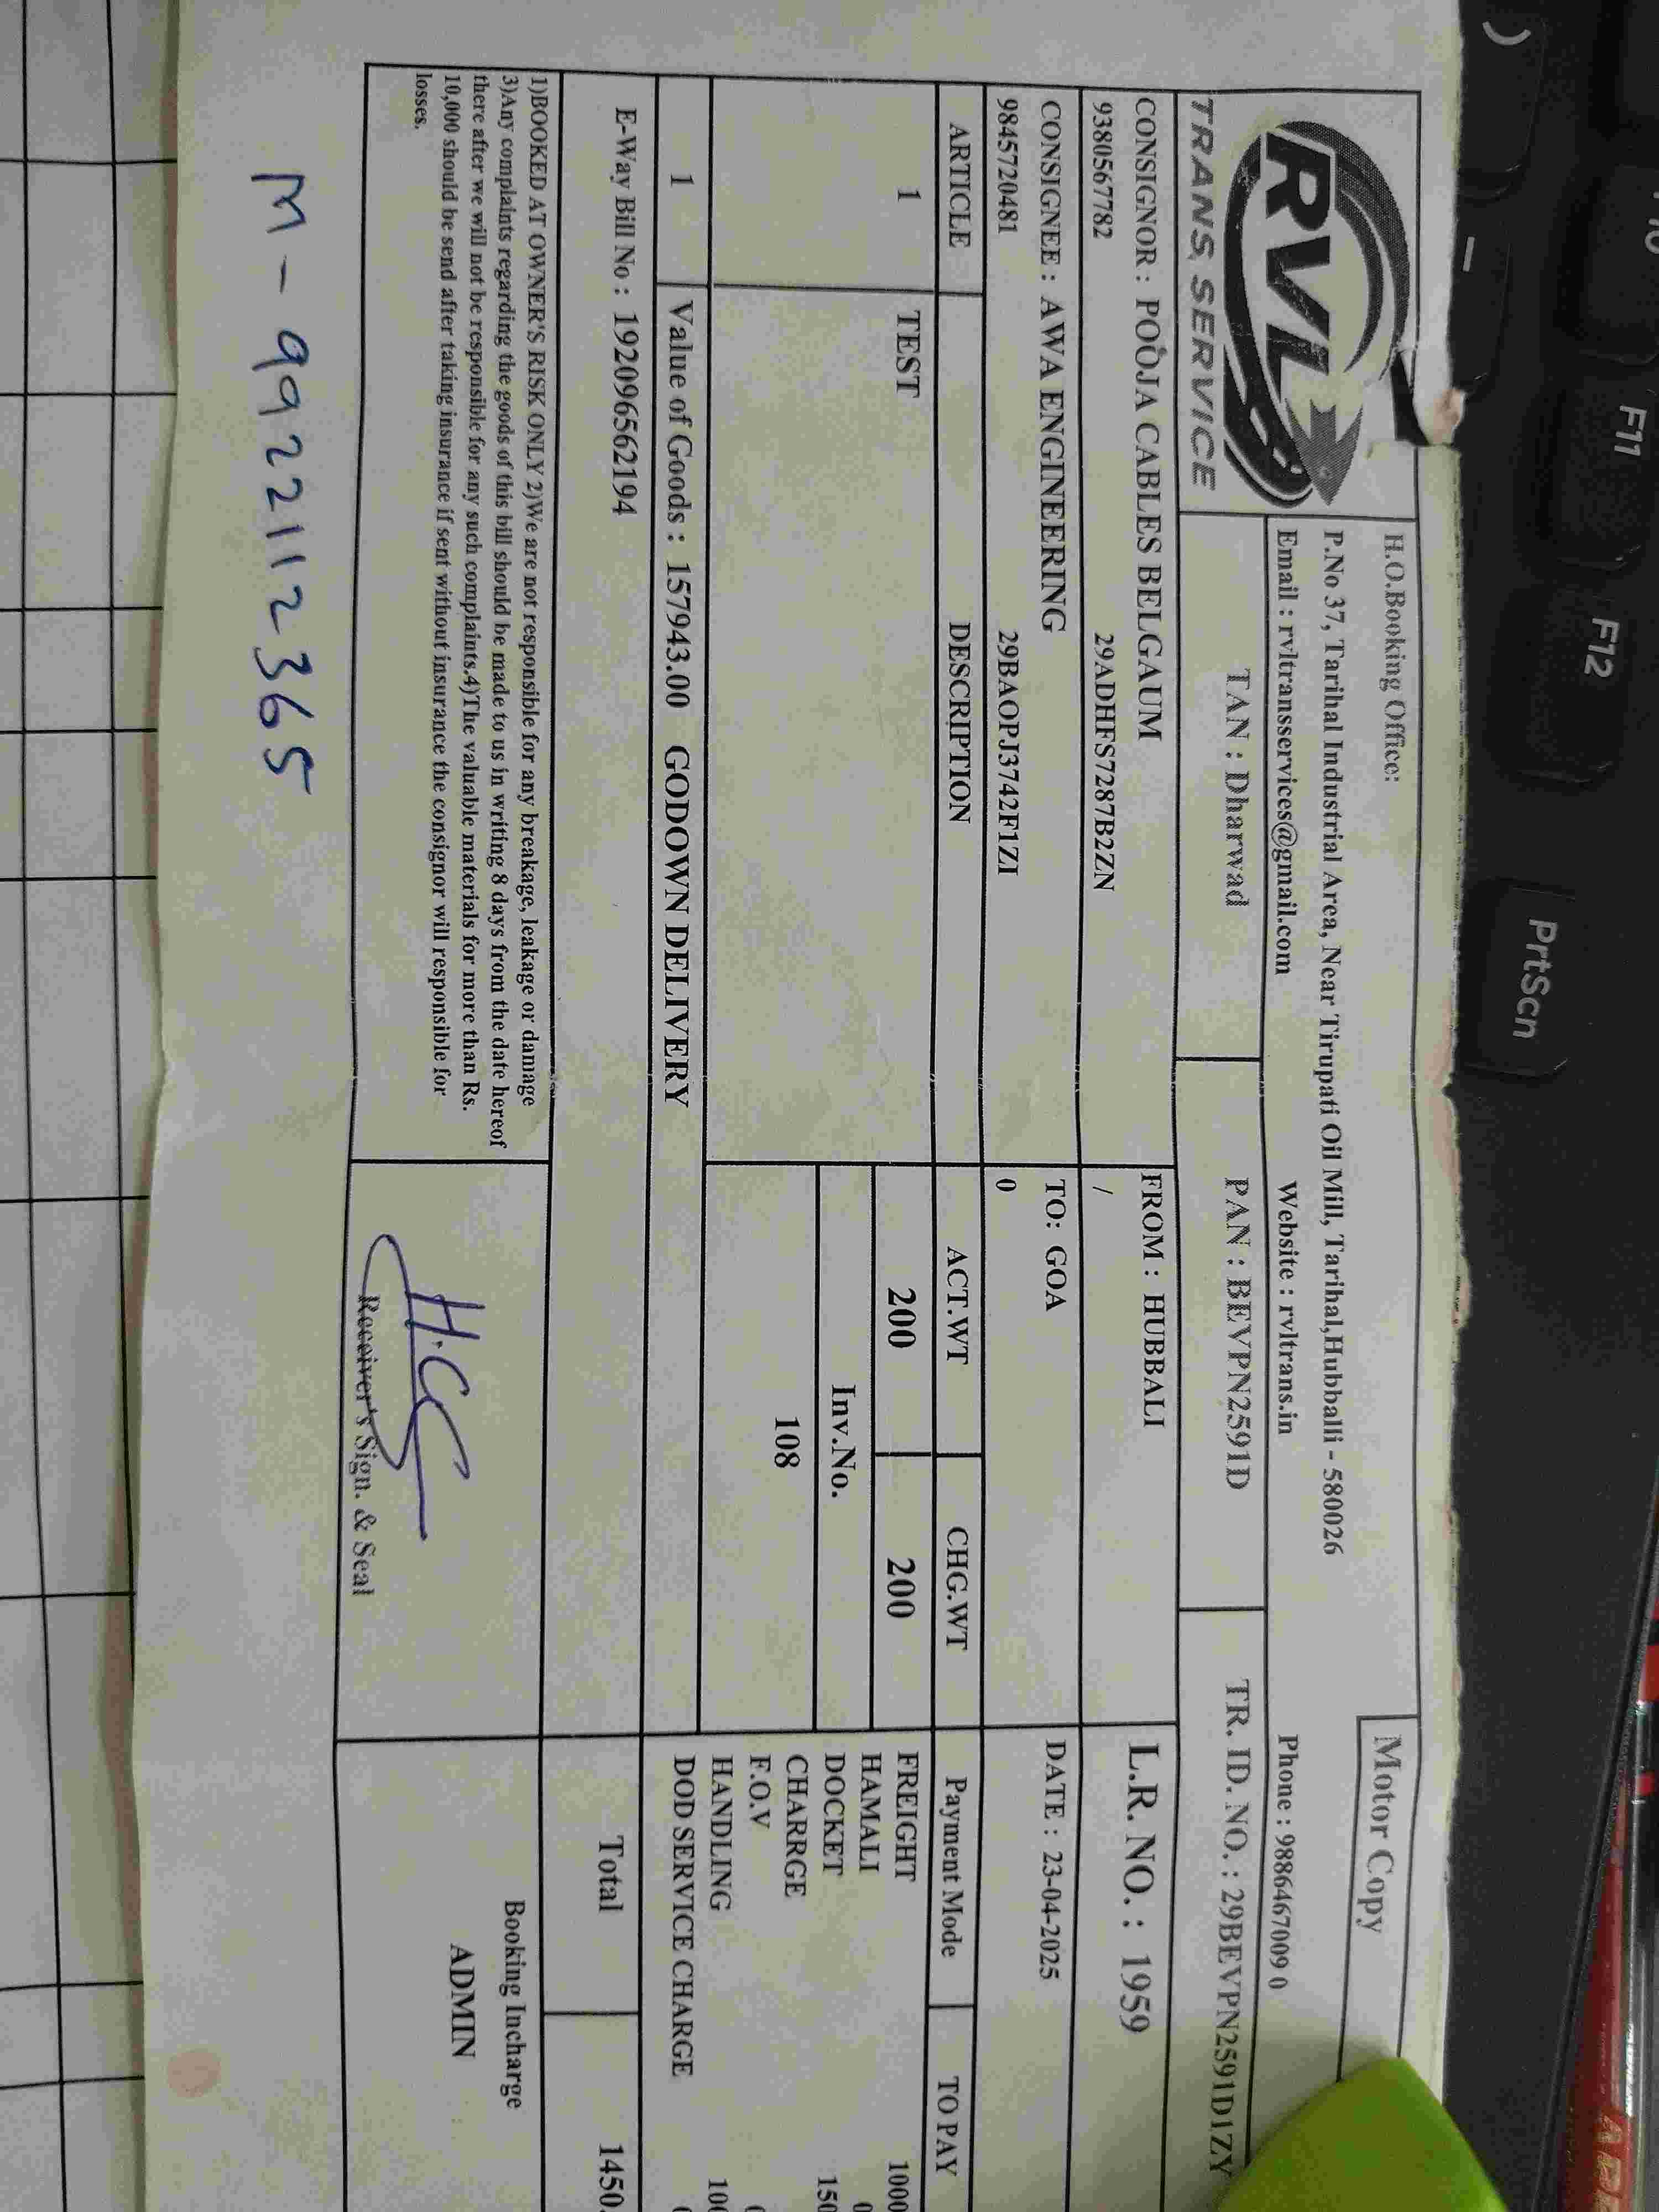 RVL
TRANS, SERVICE
Motor Copy
H.O.Booking Office:
P.No 37, Tarihal Industrial Area, Near Tirupati Oil Mill, Tarihal,Hubballi - 580026
Email : rvltransservices@gmail.com Website : rvltrans.in Phone : 9886467009 0
TAN : Dharwad PAN : BEVPN2591D TR. ID. NO. : 29BEVPN2591D1ZY
CONSIGNOR : POOJA CABLES BELGAUM FROM : HUBBALI L.R. NO. : 1959
9380567782 29ADHFS7287B2ZN /
CONSIGNEE : AWA ENGINEERING TO: GOA DATE : 23-04-2025
9845720481 29BAOPJ3742F1ZI 0
ARTICLE DESCRIPTION ACT.WT CHG.WT Payment Mode TO PAY
1 TEST 200 200 FREIGHT 1000
HAMALI 0
Inv.No. DOCKET 150
108 CHARRGE
F.O.V
HANDLING 100
1 Value of Goods : 157943.00 GODOWN DELIVERY DOD SERVICE CHARGE
E-Way Bill No : 192096562194 Total 1450.
1)BOOKED AT OWNER'S RISK ONLY 2)We are not responsible for any breakage, leakage or damage
3)Any complaints regarding the goods of this bill should be made to us in writing 8 days from the date hereof
there after we will not be responsible for any such complaints.4)The valuable materials for more than Rs.
10,000 should be send after taking insurance if sent without insurance the consignor will responsible for
losses.
Receiver's Sign. & Seal
Booking Incharge
ADMIN
M - 9922112365
F11
F12
PrtScn